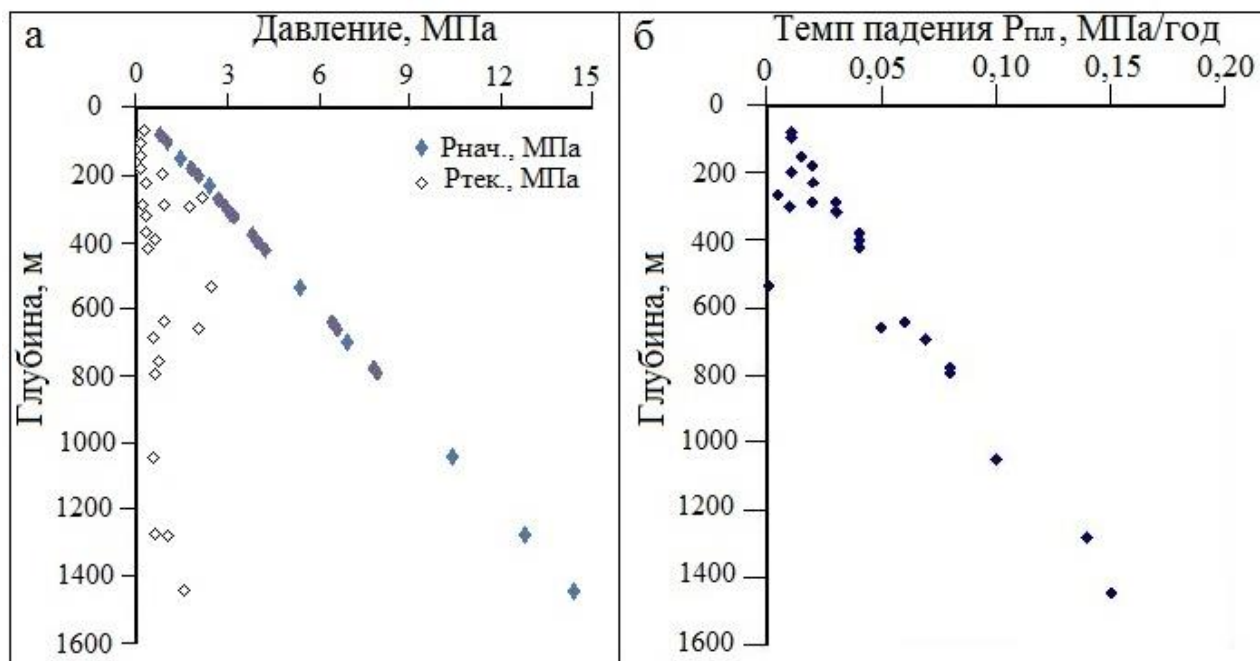 а
Давление, МПа
0 3 6 9 12 15
0
200
400
600
800
1000
1200
1400
1600
Глубина, м
Рнач., МПа
Ртек., МПа
б
Темп падения Рпл, МПа/год
0 0,05 0,10 0,15 0,20
0
200
400
600
800
1000
1200
1400
1600
Глубина, м